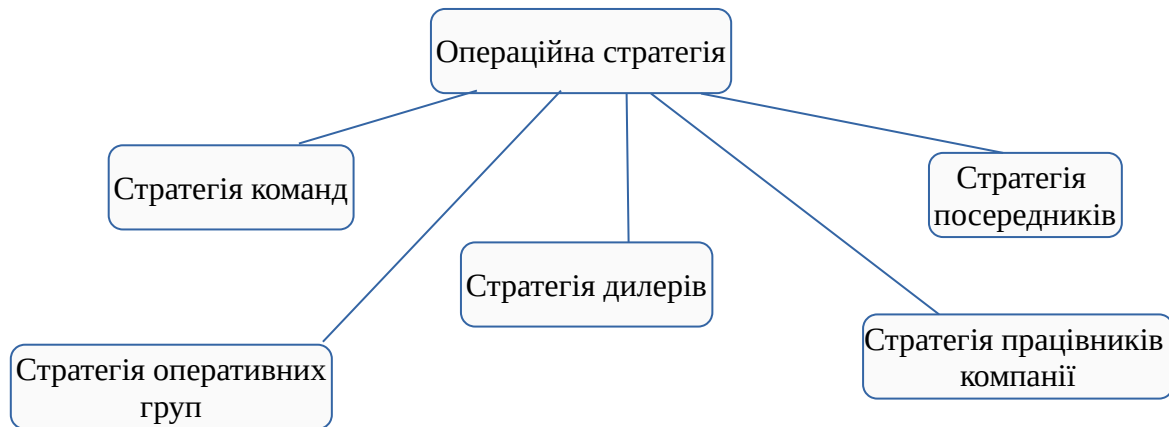 Операційна стратегія
Стратегія команд
Стратегія
посередників
Стратегія дилерів
Стратегія працівників
компанії
Стратегія оперативних
груп